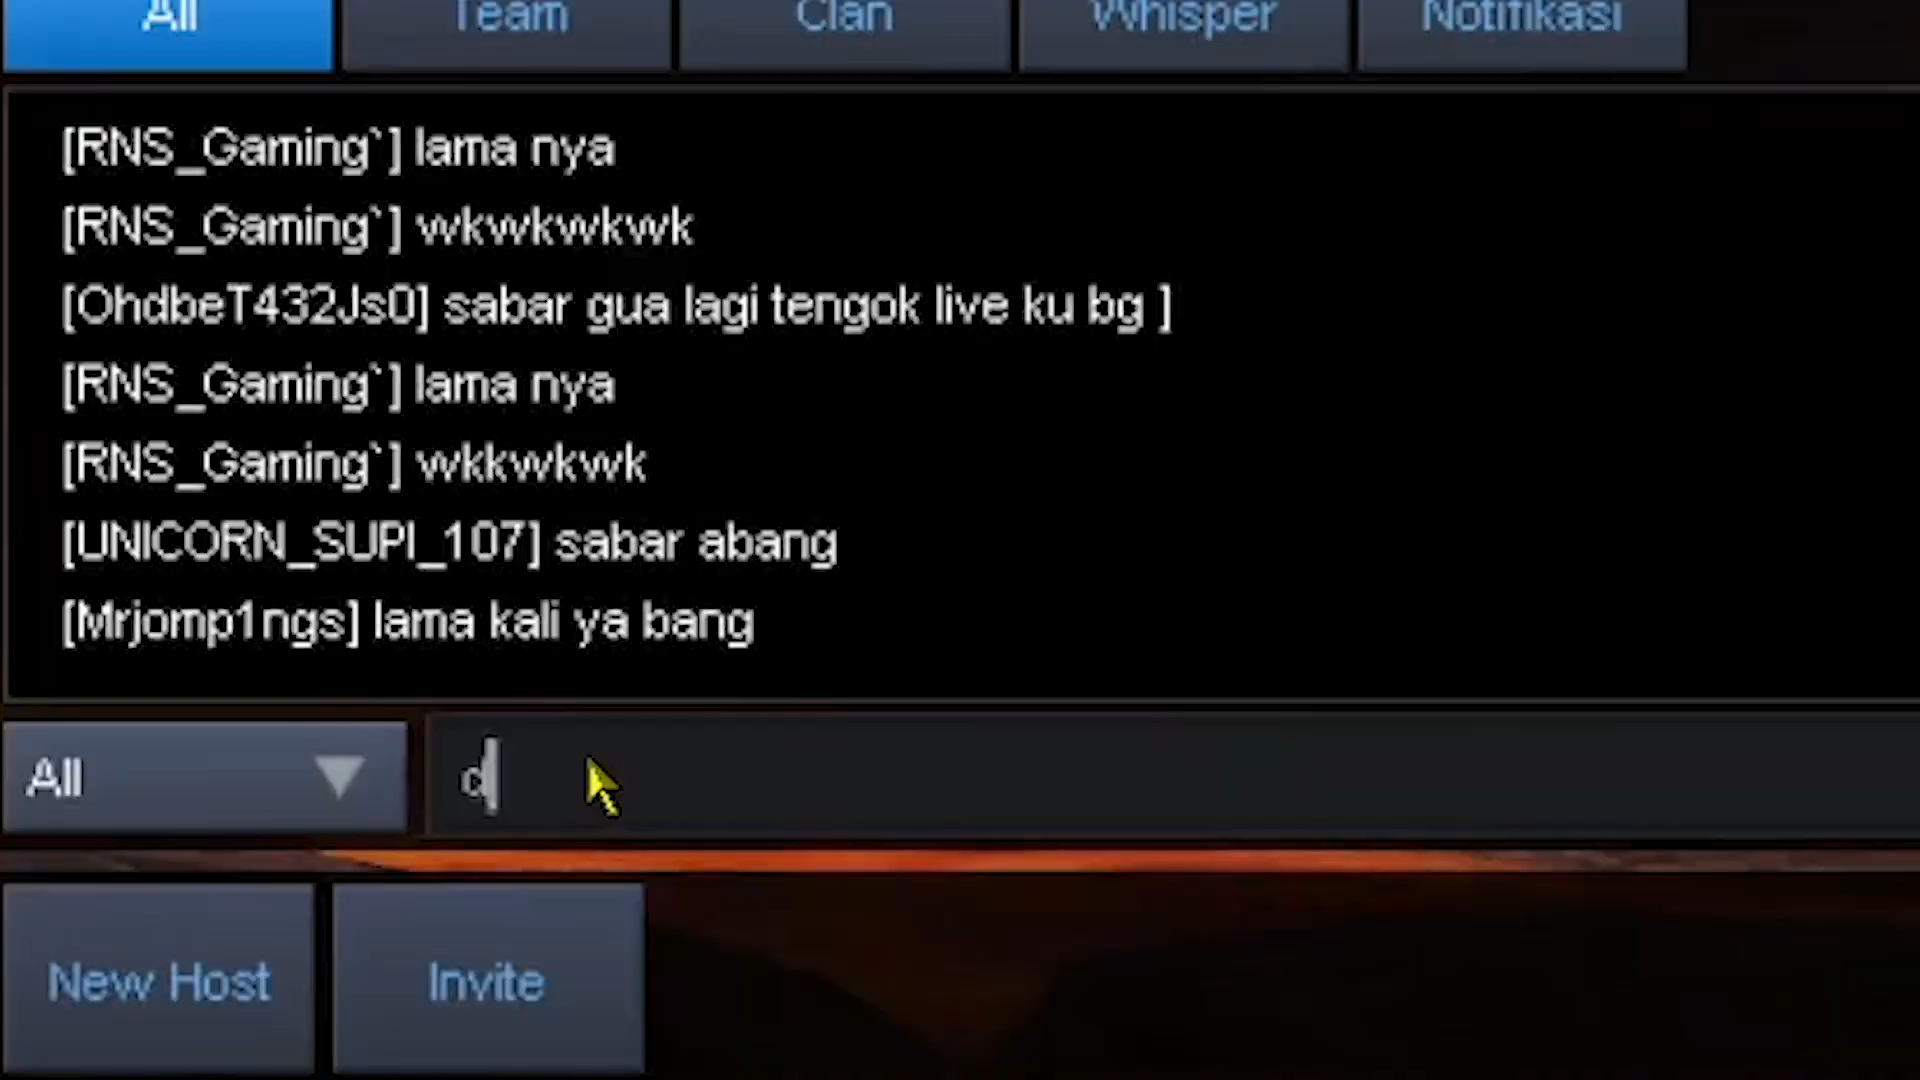 All Team Clan Whisper Notifikasi
[RNS_Gaming`] lama nya
[RNS_Gaming`] wkwkwkwk
[OhdbeT432Js0] sabar gua lagi tengok live ku bg ]
[RNS_Gaming`] lama nya
[RNS_Gaming`] wkkwkwk
[UNICORN_SUPI_107] sabar abang
[Mrjomp1ngs] lama kali ya bang
All
New Host Invite